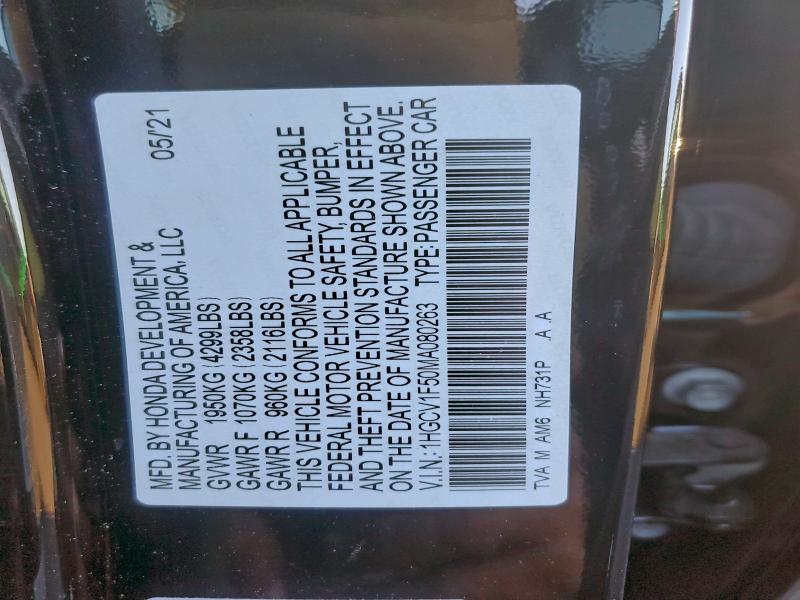 MFD. BY HONDA DEVELOPMENT &
MANUFACTURING OF AMERICA, LLC 05/'21
GVWR 1950KG (4299LBS)
GAWR F 1070KG (2358LBS)
GAWR R 960KG (2116LBS)
THIS VEHICLE CONFORMS TO ALL APPLICABLE
FEDERAL MOTOR VEHICLE SAFETY, BUMPER,
AND THEFT PREVENTION STANDARDS IN EFFECT
ON THE DATE OF MANUFACTURE SHOWN ABOVE.
V.I.N.: 1HGCV1F50MA080263 TYPE: PASSENGER CAR
TVA M AM6 NH731P A A